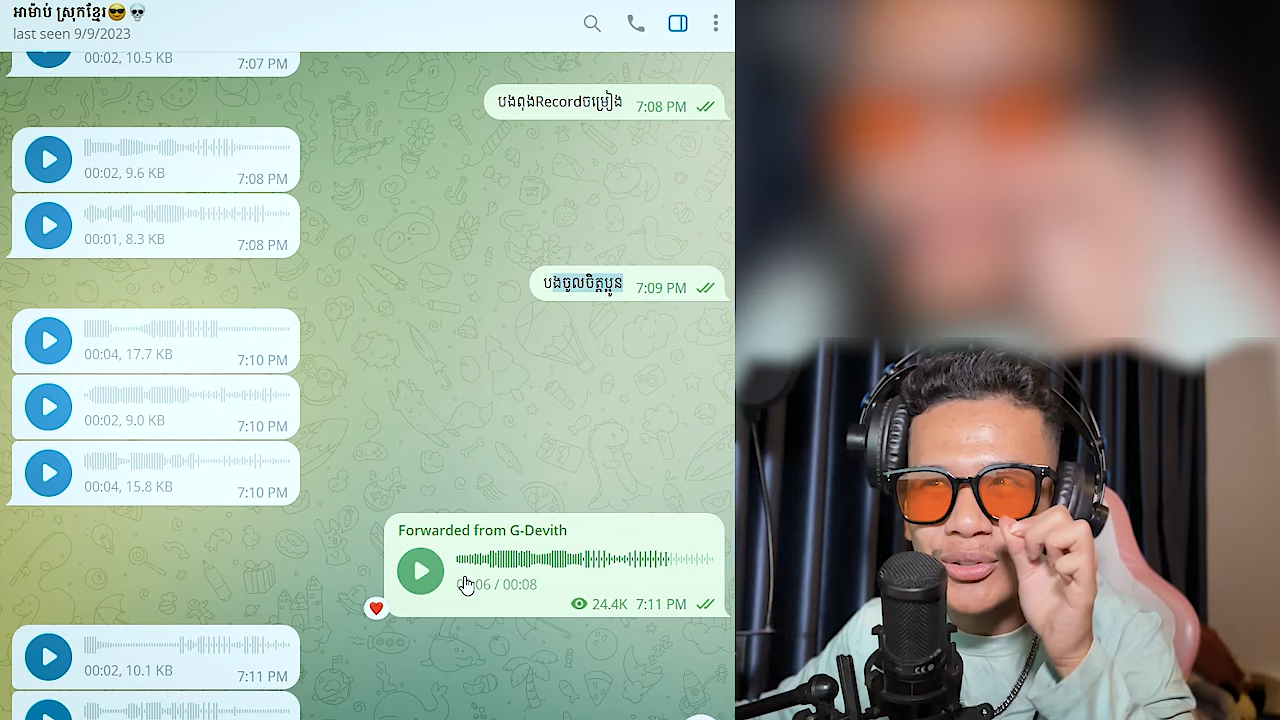 អាម៉ាប់ ស្រុកខ្មែរ😎💀
last seen 9/9/2023
00:02, 10.5 KB 7:07 PM
បងពុងRecordចម្រៀង 7:08 PM
00:02, 9.6 KB 7:08 PM
00:01, 8.3 KB 7:08 PM
បងចូលចិត្តប្អូន 7:09 PM
00:04, 17.7 KB 7:10 PM
00:02, 9.0 KB 7:10 PM
00:04, 15.8 KB 7:10 PM
Forwarded from G-Devith
06 / 00:08
24.4K 7:11 PM
00:02, 10.1 KB 7:11 PM